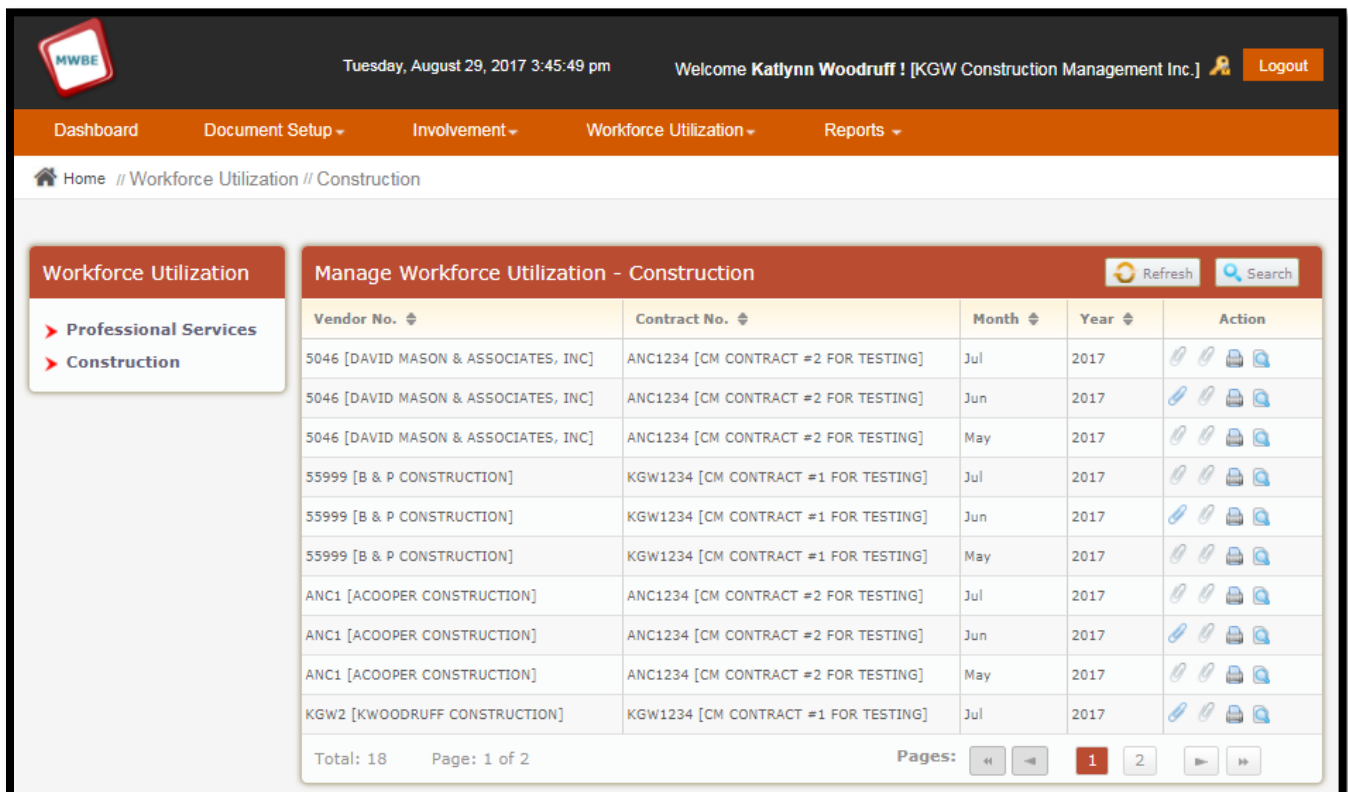 MWBE
Tuesday, August 29, 2017 3:45:49 pm
Welcome Katlynn Woodruff ! [KGW Construction Management Inc.]
Logout
Dashboard Document Setup Involvement Workforce Utilization Reports
Home // Workforce Utilization // Construction
Workforce Utilization
Professional Services
Construction
Manage Workforce Utilization - Construction Refresh Search
Vendor No. Contract No. Month Year Action
5046 [DAVID MASON & ASSOCIATES, INC] ANC1234 [CM CONTRACT #2 FOR TESTING] Jul 2017
5046 [DAVID MASON & ASSOCIATES, INC] ANC1234 [CM CONTRACT #2 FOR TESTING] Jun 2017
5046 [DAVID MASON & ASSOCIATES, INC] ANC1234 [CM CONTRACT #2 FOR TESTING] May 2017
55999 [B & P CONSTRUCTION] KGW1234 [CM CONTRACT #1 FOR TESTING] Jul 2017
55999 [B & P CONSTRUCTION] KGW1234 [CM CONTRACT #1 FOR TESTING] Jun 2017
55999 [B & P CONSTRUCTION] KGW1234 [CM CONTRACT #1 FOR TESTING] May 2017
ANC1 [ACOOPER CONSTRUCTION] ANC1234 [CM CONTRACT #2 FOR TESTING] Jul 2017
ANC1 [ACOOPER CONSTRUCTION] ANC1234 [CM CONTRACT #2 FOR TESTING] Jun 2017
ANC1 [ACOOPER CONSTRUCTION] ANC1234 [CM CONTRACT #2 FOR TESTING] May 2017
KGW2 [KWOODRUFF CONSTRUCTION] KGW1234 [CM CONTRACT #1 FOR TESTING] Jul 2017
Total: 18 Page: 1 of 2 Pages: 1 2